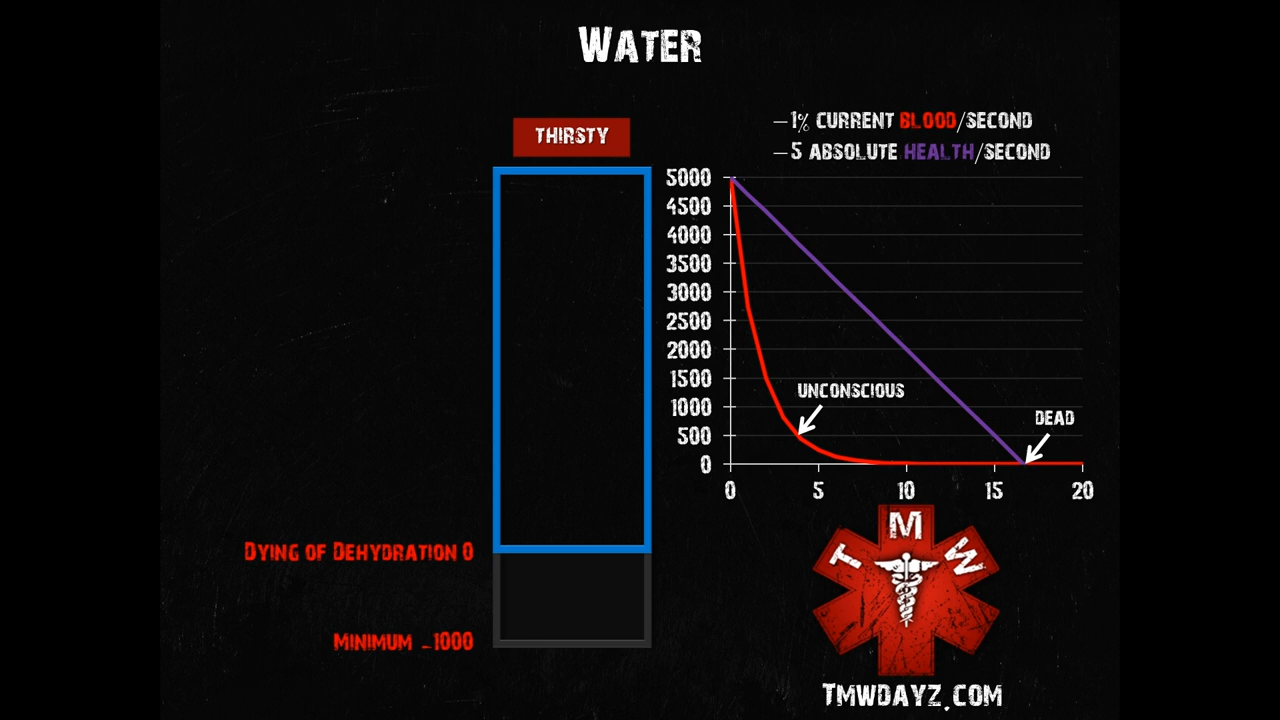 WATER
THIRSTY
–1% CURRENT BLOOD/SECOND
–5 ABSOLUTE HEALTH/SECOND
5000
4500
4000
3500
3000
2500
2000
1500
1000
500
0
UNCONSCIOUS
DEAD
0 5 10 15 20
DYING OF DEHYDRATION 0
MINIMUM -1000
T M W
TMWDAYZ.COM